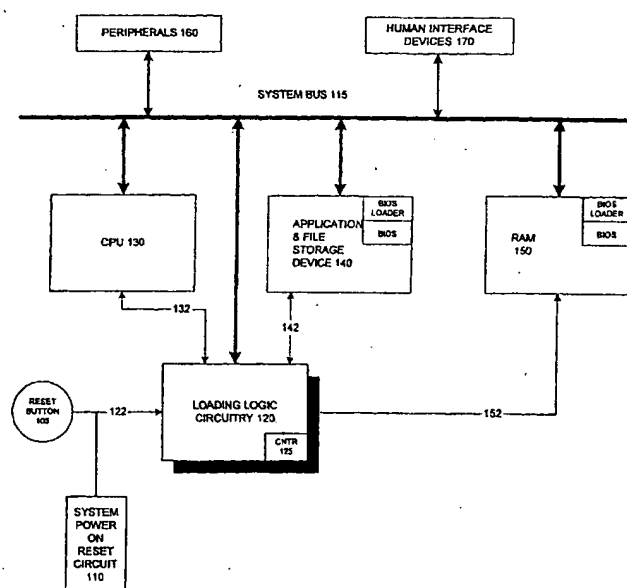 PERIPHERALS 160
HUMAN INTERFACE
DEVICES 170
SYSTEM BUS 115
CPU 130
APPLICATION
& FILE
STORAGE
DEVICE 140
BIOS
LOADER
BIOS
RAM
150
BIOS
LOADER
BIOS
132
142
RESET
BUTTON
105
122
LOADING LOGIC
CIRCUITRY 120
CNTR
125
152
SYSTEM
POWER
ON
RESET
CIRCUIT
110